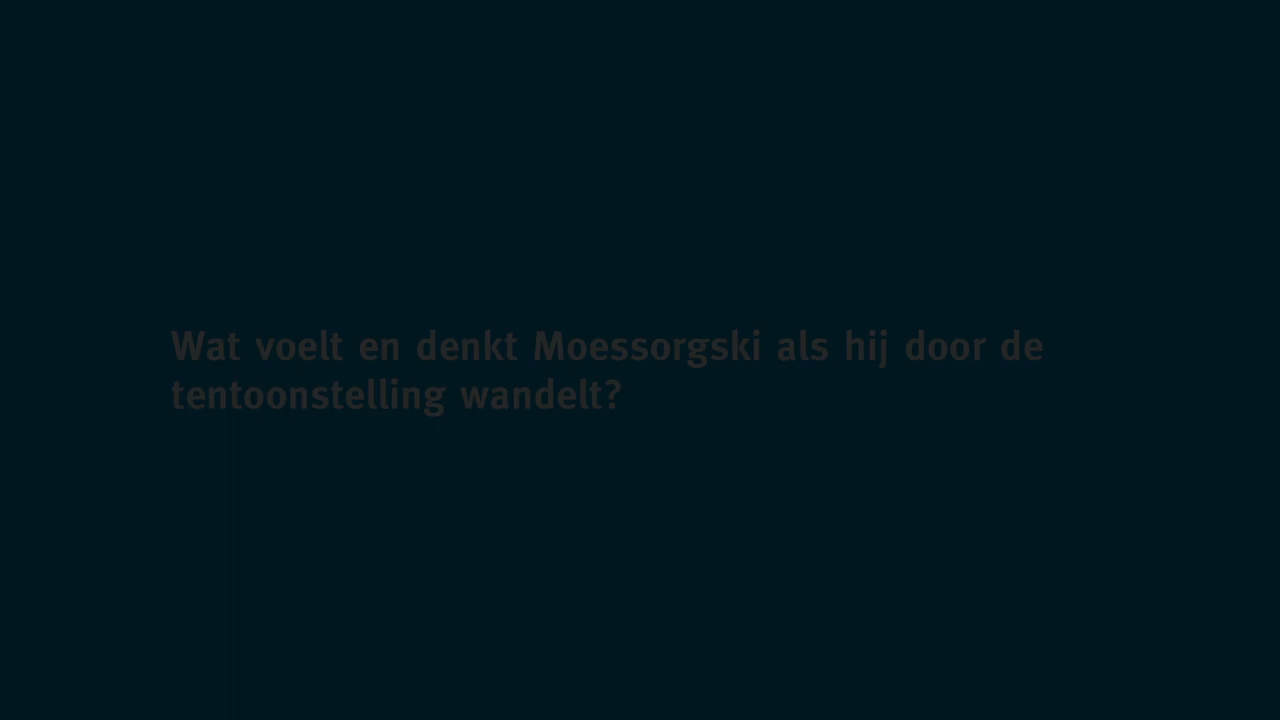 Wat voelt en denkt Moessorgski als hij door de
tentoonstelling wandelt?